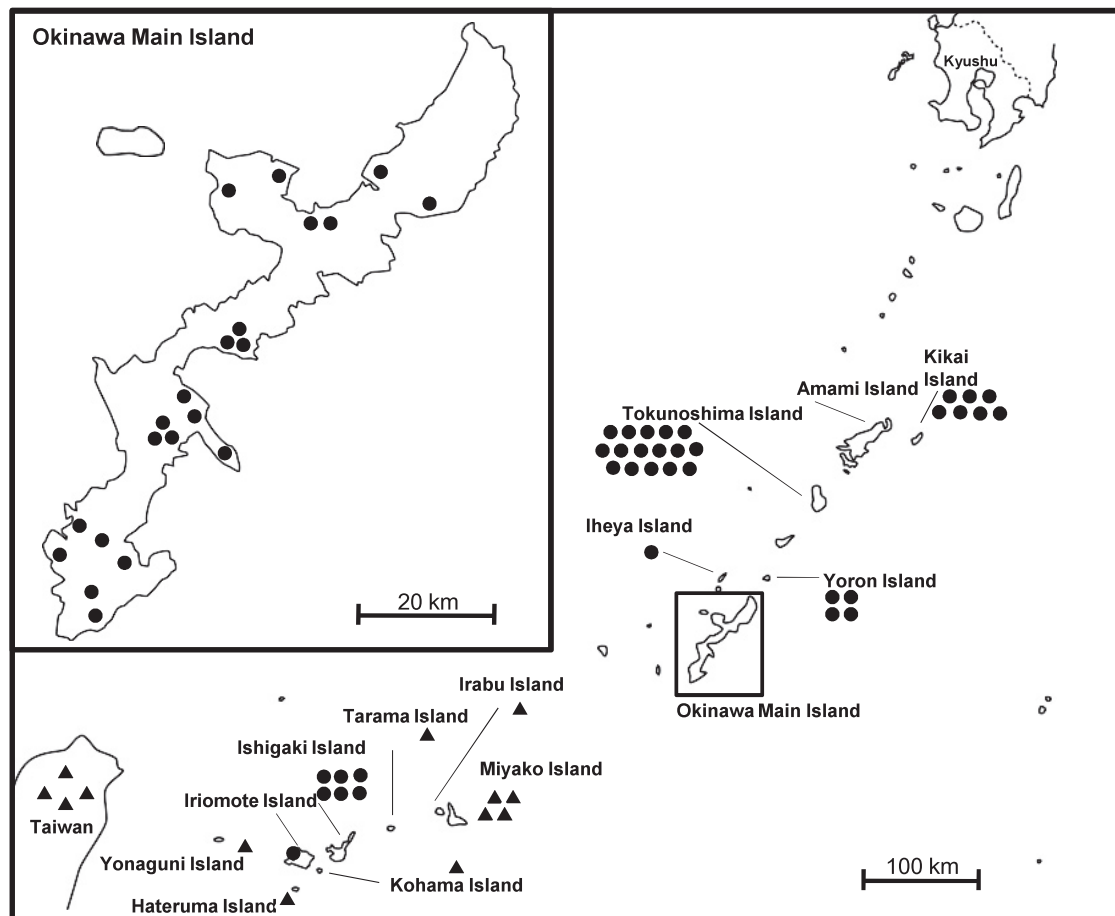 Okinawa Main Island
Kyushu
Kikai
Island
Amami Island
Tokunoshima Island
Iheya Island
Yoron Island
20 km
Okinawa Main Island
Irabu Island
Tarama Island
Ishigaki Island
Miyako Island
Iriomote Island
Taiwan
Yonaguni Island
Kohama Island
100 km
Hateruma Island